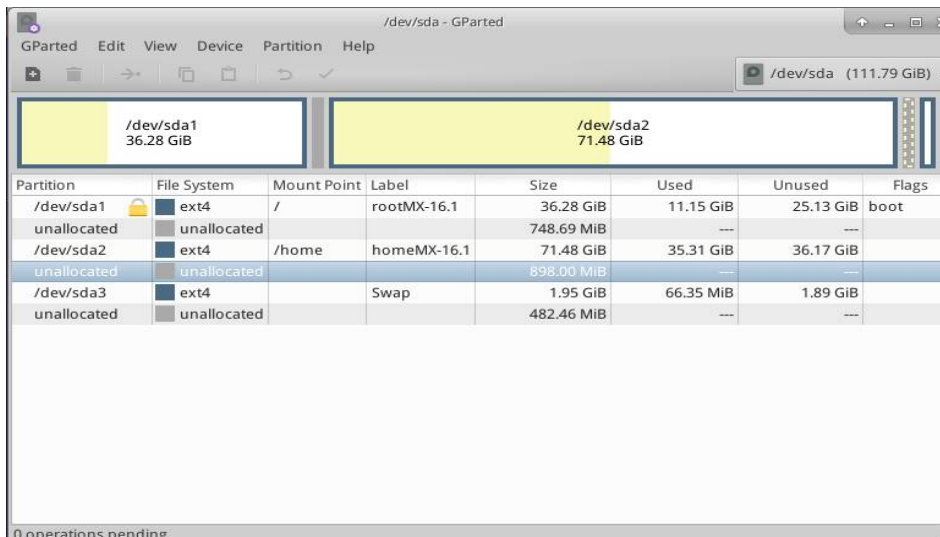 /dev/sda - GParted
GParted Edit View Device Partition Help
/dev/sda (111.79 GiB)
/dev/sda1
36.28 GiB
/dev/sda2
71.48 GiB
Partition File System Mount Point Label Size Used Unused Flags
/dev/sda1 ext4 / rootMX-16.1 36.28 GiB 11.15 GiB 25.13 GiB boot
unallocated unallocated 748.69 MiB --- ---
/dev/sda2 ext4 /home homeMX-16.1 71.48 GiB 35.31 GiB 36.17 GiB
unallocated unallocated 898.00 MiB --- ---
/dev/sda3 ext4 Swap 1.95 GiB 66.35 MiB 1.89 GiB
unallocated unallocated 482.46 MiB --- ---
0 operations pending